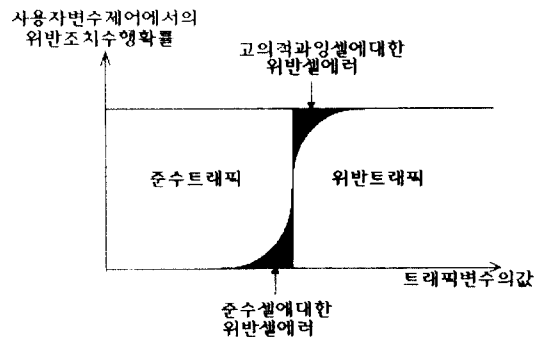 사용자변수제어에서의
위반조치수행확률
고의적과잉셀에대한
위반셀에러
준수트래픽
위반트래픽
트래픽변수의값
준수셀에대한
위반셀에러